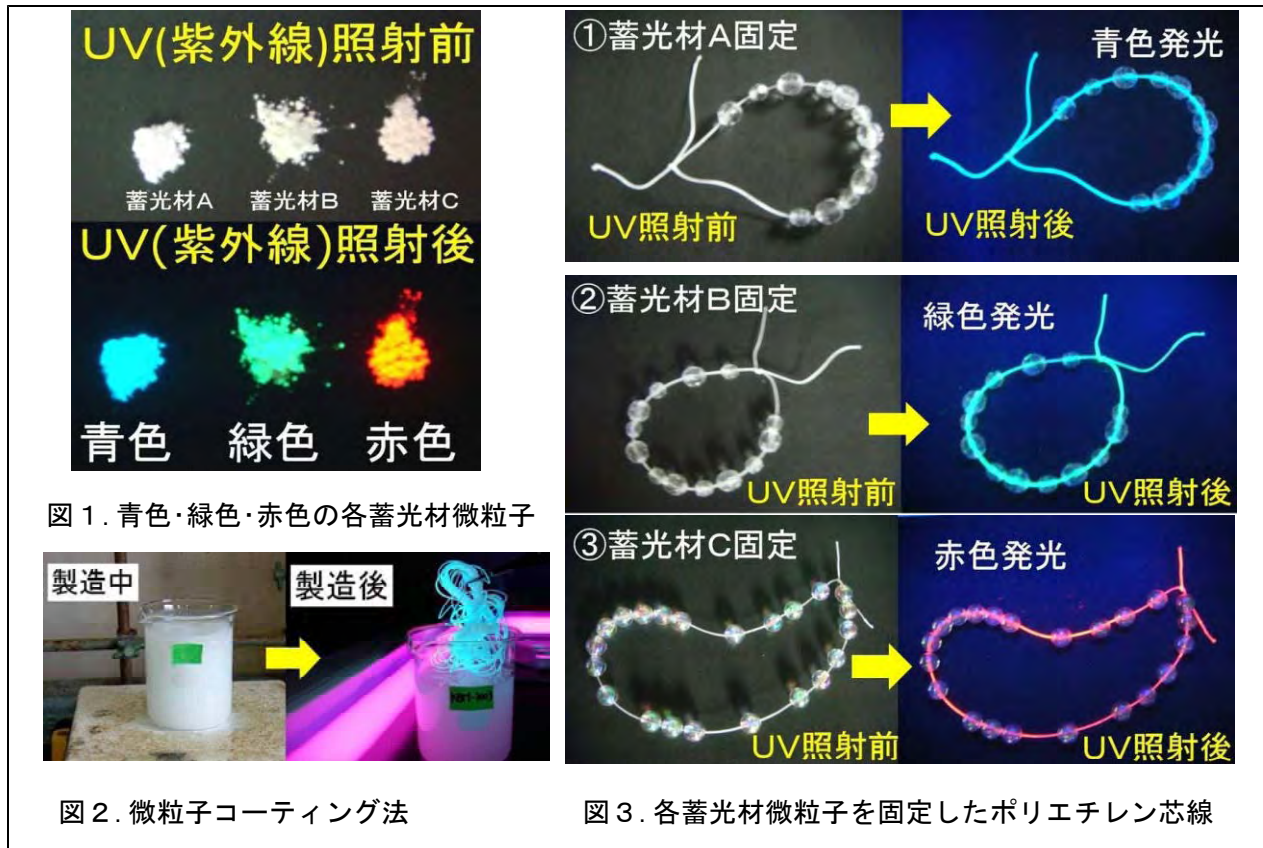 UV(紫外線)照射前
蓄光材A 蓄光材B 蓄光材C
UV(紫外線)照射後
青色 緑色 赤色
図1.青色・緑色・赤色の各蓄光材微粒子
製造中
製造後
図2.微粒子コーティング法
①蓄光材A固定
青色発光
UV照射前
UV照射後
②蓄光材B固定
緑色発光
UV照射前
UV照射後
③蓄光材C固定
赤色発光
UV照射前
UV照射後
図3.各蓄光材微粒子を固定したポリエチレン芯線